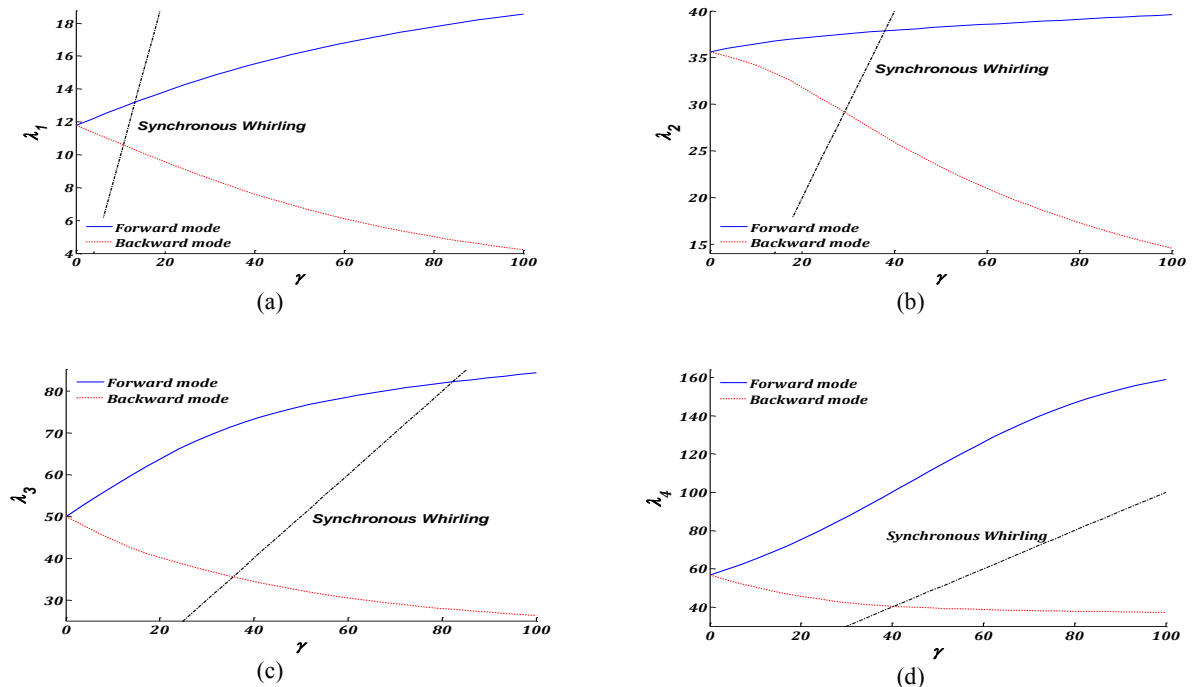 18
16
14
12
10
8
6
4
λ1
Synchronous Whirling
Forward mode
Backward mode
0 20 40 60 80 100
γ
(a)
40
35
30
25
20
15
λ2
Synchronous Whirling
Forward mode
Backward mode
0 20 40 60 80 100
γ
(b)
80
70
60
50
40
30
λ3
Forward mode
Backward mode
Synchronous Whirling
0 20 40 60 80 100
γ
(c)
160
140
120
100
80
60
40
λ4
Forward mode
Backward mode
Synchronous Whirling
0 20 40 60 80 100
γ
(d)